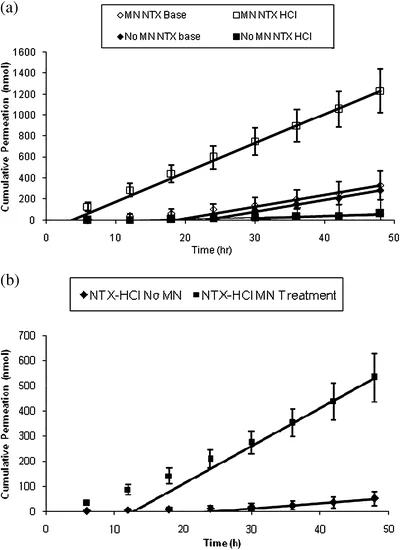 (a)
MN NTX Base
MN NTX HCl
No MN NTX base
No MN NTX HCl
Cumulative Permeation (nmol)
1600
1400
1200
1000
800
600
400
200
0
0 10 20 30 40 50
Time (hr)
(b)
NTX-HCl No MN
NTX-HCl MN Treatment
Cumulative Permeation (nmol)
700
600
500
400
300
200
100
0
0 10 20 30 40 50
Time (h)